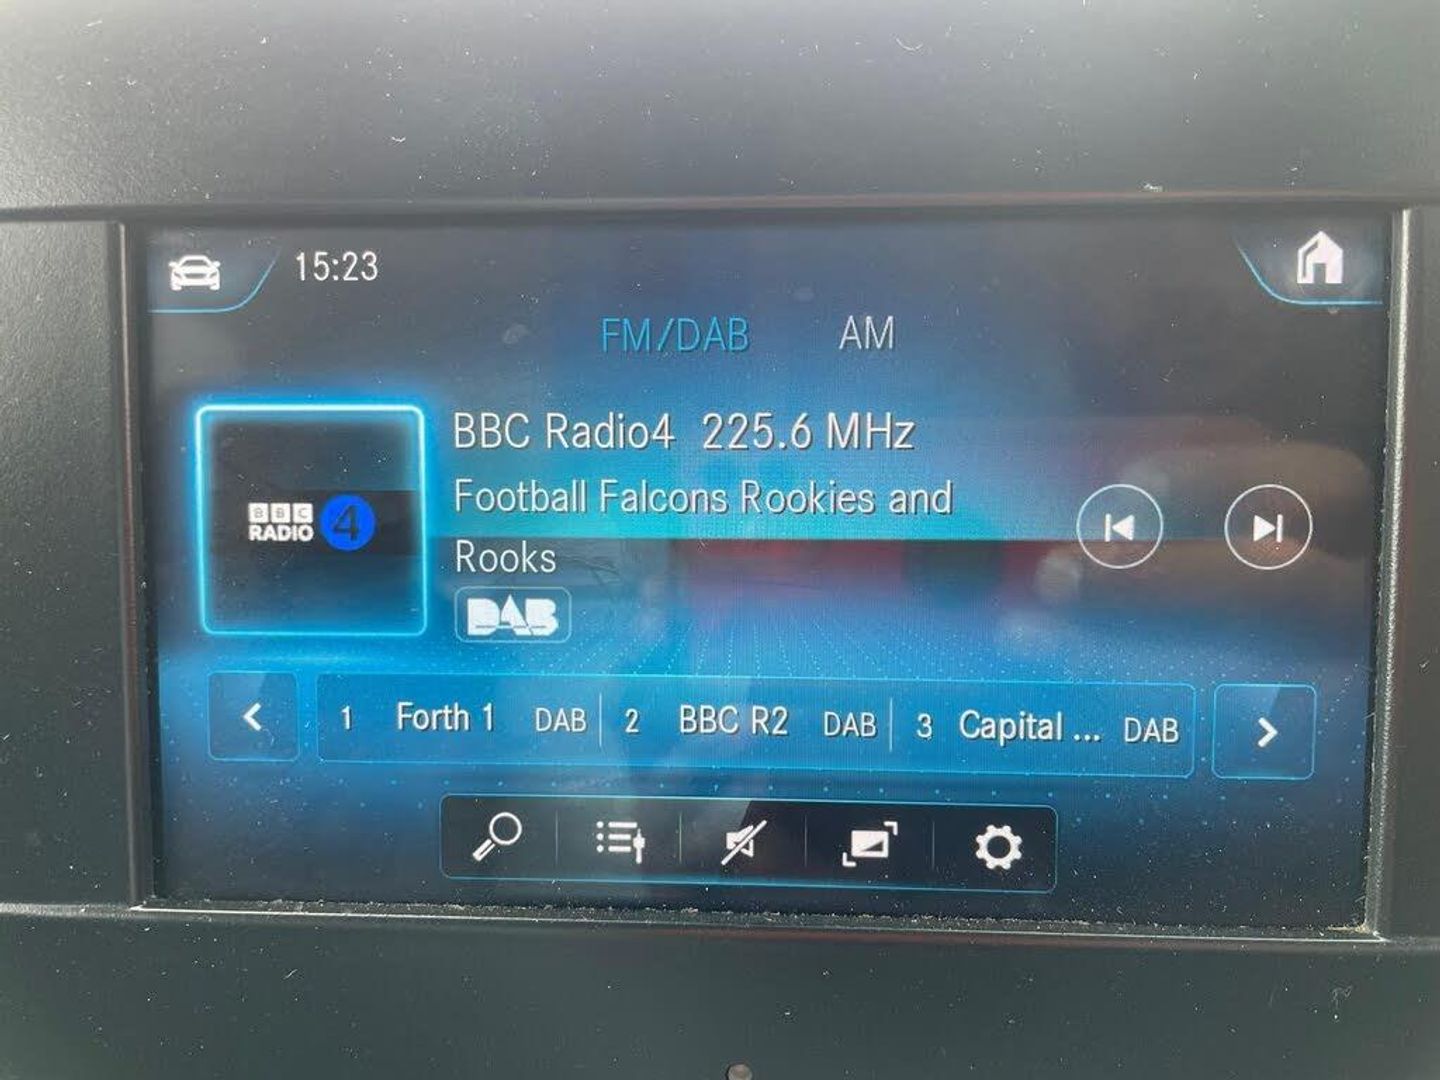 15:23
FM/DAB AM
BBC Radio4 225.6 MHz
Football Falcons Rookies and
Rooks
BBC
RADIO 4
DAB
1 Forth 1 DAB 2 BBC R2 DAB 3 Capital ... DAB